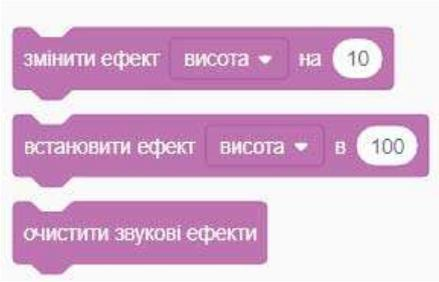 змінити ефект висота на 10
встановити ефект висота в 100
очистити звукові ефекти